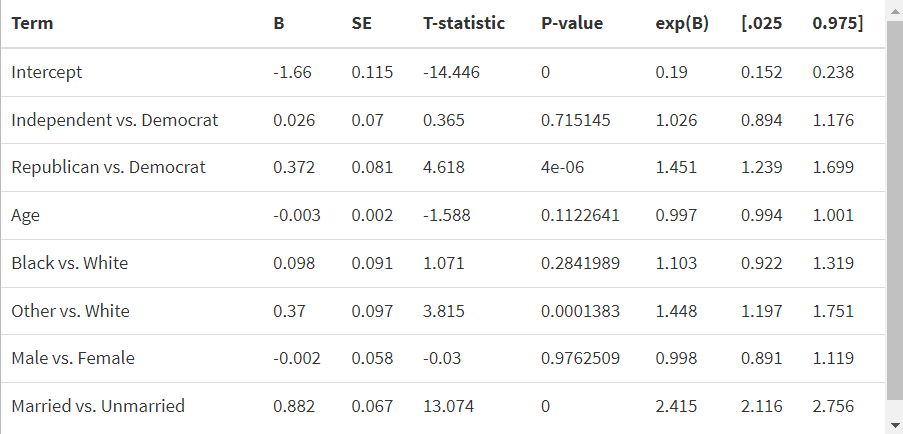 Term B SE T-statistic P-value exp(B) [.025 0.975]
Intercept -1.66 0.115 -14.446 0 0.19 0.152 0.238
Independent vs. Democrat 0.026 0.07 0.365 0.715145 1.026 0.894 1.176
Republican vs. Democrat 0.372 0.081 4.618 4e-06 1.451 1.239 1.699
Age -0.003 0.002 -1.588 0.1122641 0.997 0.994 1.001
Black vs. White 0.098 0.091 1.071 0.2841989 1.103 0.922 1.319
Other vs. White 0.37 0.097 3.815 0.0001383 1.448 1.197 1.751
Male vs. Female -0.002 0.058 -0.03 0.9762509 0.998 0.891 1.119
Married vs. Unmarried 0.882 0.067 13.074 0 2.415 2.116 2.756